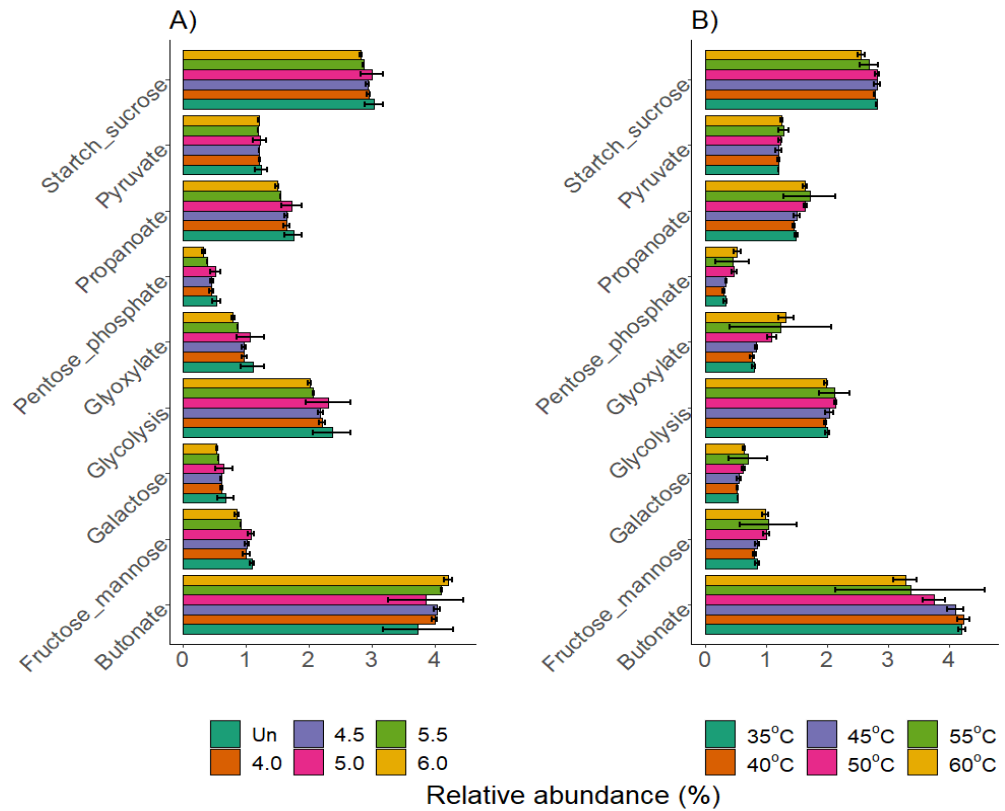 A)
Startch_sucrose
Pyruvate
Propanoate
Pentose_phosphate
Glyoxylate
Glycolysis
Galactose
Fructose_mannose
Butonate
0 1 2 3 4
Un 4.5 5.5
4.0 5.0 6.0
B)
Startch_sucrose
Pyruvate
Propanoate
Pentose_phosphate
Glyoxylate
Glycolysis
Galactose
Fructose_mannose
Butonate
0 1 2 3 4
35°C 45°C 55°C
40°C 50°C 60°C
Relative abundance (%)